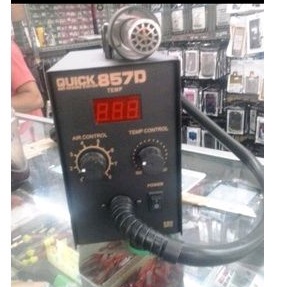 QUICK 857D
TEMP
888
AIR.CONTROL
TEMP.CONTROL
POWER